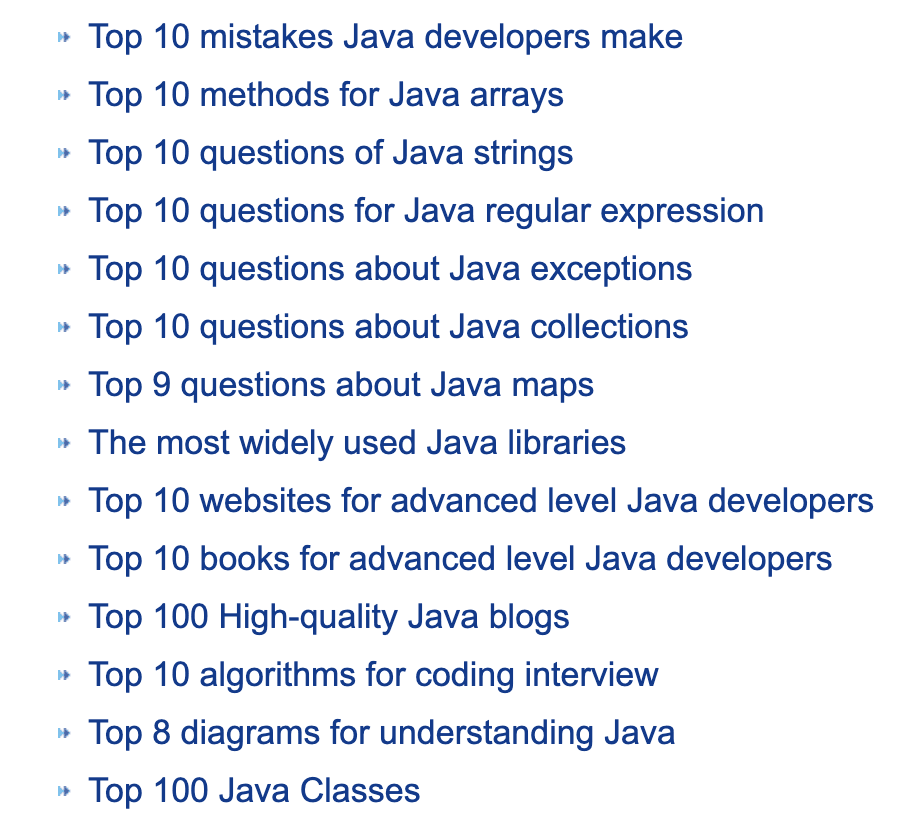 Top 10 mistakes Java developers make
Top 10 methods for Java arrays
Top 10 questions of Java strings
Top 10 questions for Java regular expression
Top 10 questions about Java exceptions
Top 10 questions about Java collections
Top 9 questions about Java maps
The most widely used Java libraries
Top 10 websites for advanced level Java developers
Top 10 books for advanced level Java developers
Top 100 High-quality Java blogs
Top 10 algorithms for coding interview
Top 8 diagrams for understanding Java
Top 100 Java Classes